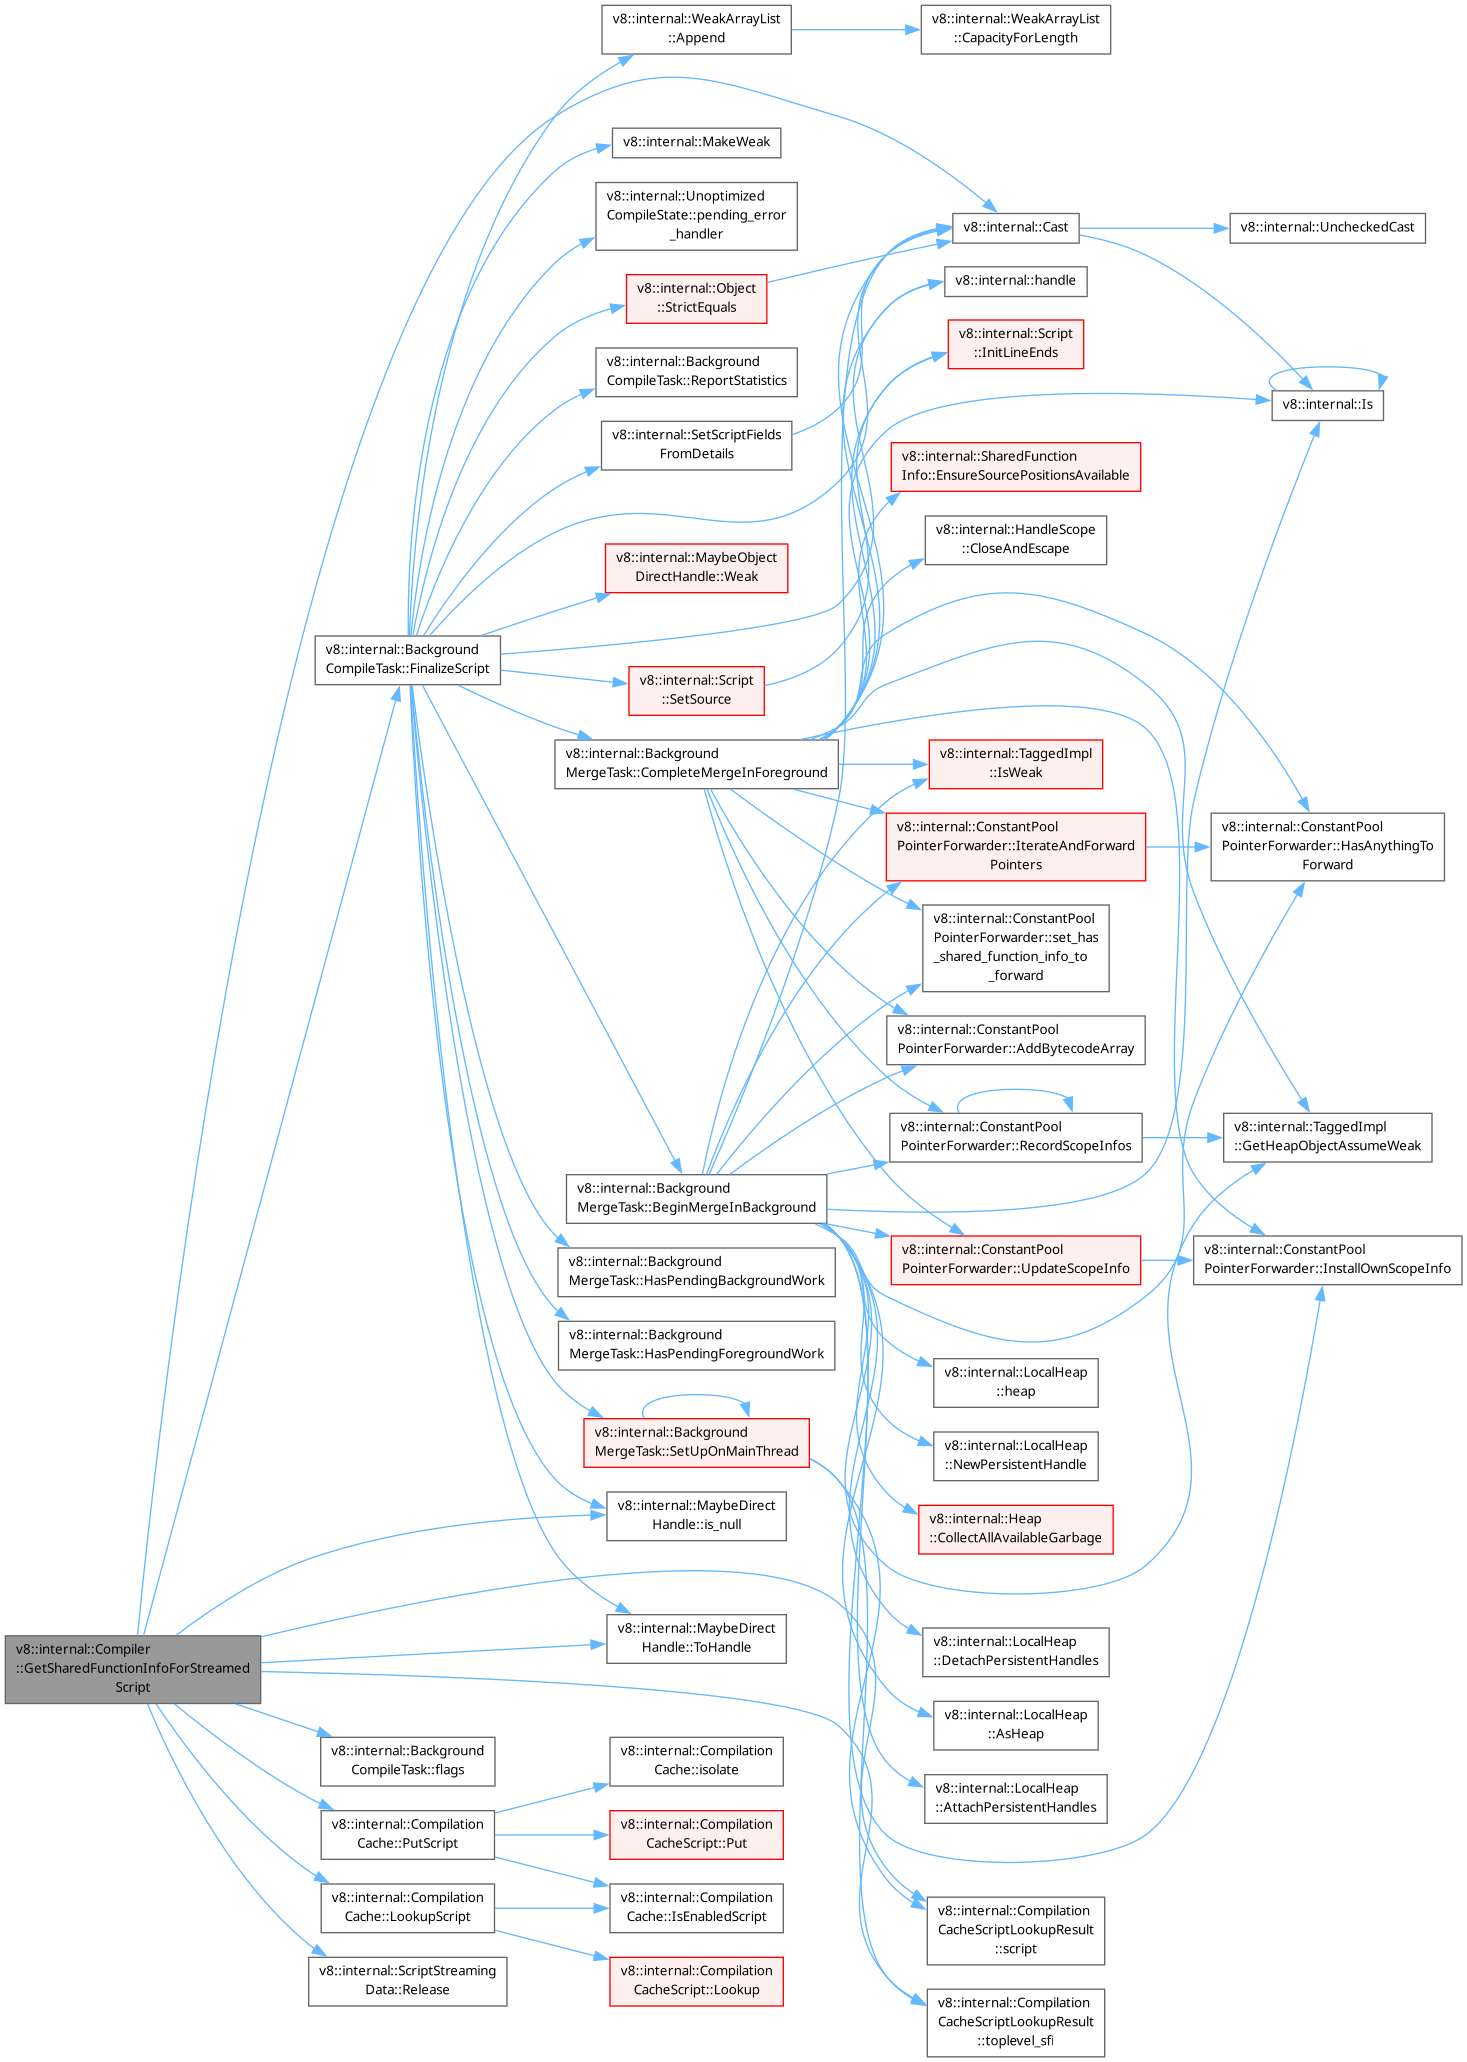 v8::internal::WeakArrayList
::Append
v8::internal::WeakArrayList
::CapacityForLength
v8::internal::MakeWeak
v8::internal::Unoptimized
CompileState::pending_error
_handler
v8::internal::Cast
v8::internal::UncheckedCast
v8::internal::Object
::StrictEquals
v8::internal::handle
v8::internal::Script
::InitLineEnds
v8::internal::Background
CompileTask::ReportStatistics
v8::internal::Is
v8::internal::SetScriptFields
FromDetails
v8::internal::SharedFunction
Info::EnsureSourcePositionsAvailable
v8::internal::HandleScope
::CloseAndEscape
v8::internal::MaybeObject
DirectHandle::Weak
v8::internal::Background
CompileTask::FinalizeScript
v8::internal::Script
::SetSource
v8::internal::Background
MergeTask::CompleteMergeInForeground
v8::internal::TaggedImpl
::IsWeak
v8::internal::ConstantPool
PointerForwarder::IterateAndForward
Pointers
v8::internal::ConstantPool
PointerForwarder::HasAnythingTo
Forward
v8::internal::ConstantPool
PointerForwarder::set_has
_shared_function_info_to
_forward
v8::internal::ConstantPool
PointerForwarder::AddBytecodeArray
v8::internal::ConstantPool
PointerForwarder::RecordScopeInfos
v8::internal::TaggedImpl
::GetHeapObjectAssumeWeak
v8::internal::Background
MergeTask::BeginMergeInBackground
v8::internal::ConstantPool
PointerForwarder::UpdateScopeInfo
v8::internal::ConstantPool
PointerForwarder::InstallOwnScopeInfo
v8::internal::Background
MergeTask::HasPendingBackgroundWork
v8::internal::Background
MergeTask::HasPendingForegroundWork
v8::internal::LocalHeap
::heap
v8::internal::Background
MergeTask::SetUpOnMainThread
v8::internal::LocalHeap
::NewPersistentHandle
v8::internal::MaybeDirect
Handle::is_null
v8::internal::Heap
::CollectAllAvailableGarbage
v8::internal::MaybeDirect
Handle::ToHandle
v8::internal::LocalHeap
::DetachPersistentHandles
v8::internal::Compiler
::GetSharedFunctionInfoForStreamed
Script
v8::internal::LocalHeap
::AsHeap
v8::internal::Background
CompileTask::flags
v8::internal::Compilation
Cache::isolate
v8::internal::LocalHeap
::AttachPersistentHandles
v8::internal::Compilation
Cache::PutScript
v8::internal::Compilation
CacheScript::Put
v8::internal::Compilation
Cache::LookupScript
v8::internal::Compilation
Cache::IsEnabledScript
v8::internal::Compilation
CacheScriptLookupResult
::script
v8::internal::ScriptStreaming
Data::Release
v8::internal::Compilation
CacheScript::Lookup
v8::internal::Compilation
CacheScriptLookupResult
::toplevel_sfi